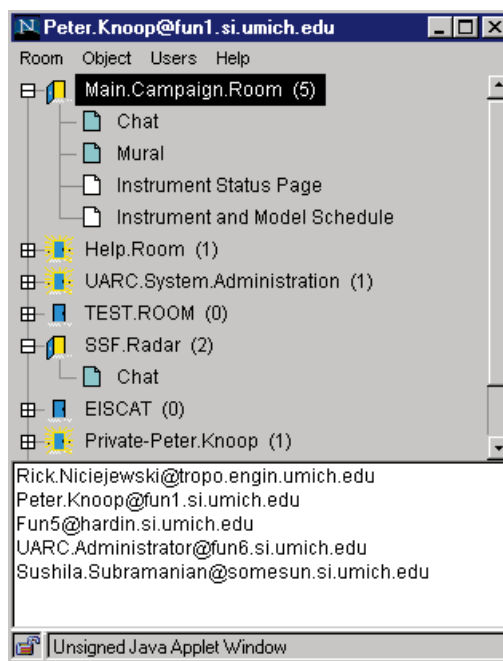 Peter.Knoop@fun1.si.umich.edu
Room Object Users Help
Main.Campaign.Room (5)
Chat
Mural
Instrument Status Page
Instrument and Model Schedule
Help.Room (1)
UARC.System.Administration (1)
TEST.ROOM (0)
SSF.Radar (2)
Chat
EISCAT (0)
Private-Peter.Knoop (1)
Rick.Niciejewski@tropo.engin.umich.edu
Peter.Knoop@fun1.si.umich.edu
Fun5@hardin.si.umich.edu
UARC.Administrator@fun6.si.umich.edu
Sushila.Subramanian@somesun.si.umich.edu
Unsigned Java Applet Window